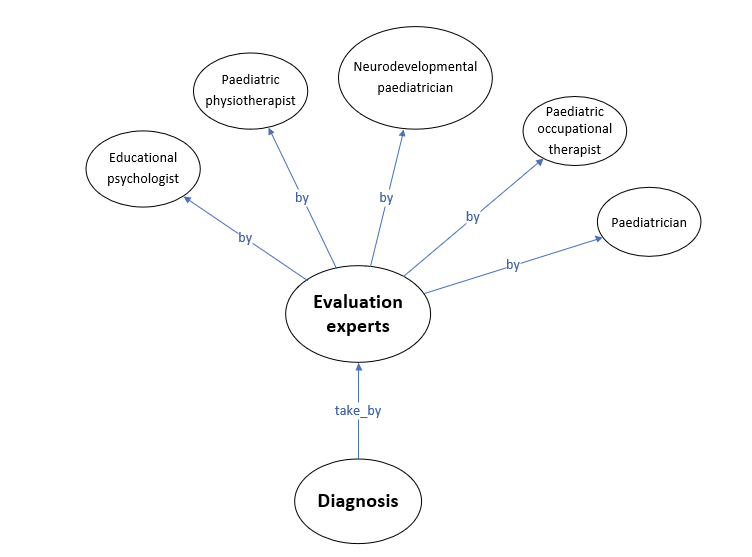 Neurodevelopmental
paediatrician
Paediatric
physiotherapist
Paediatric
occupational
therapist
Educational
psychologist
Paediatrician
by
by
by
by
by
Evaluation
experts
take_by
Diagnosis